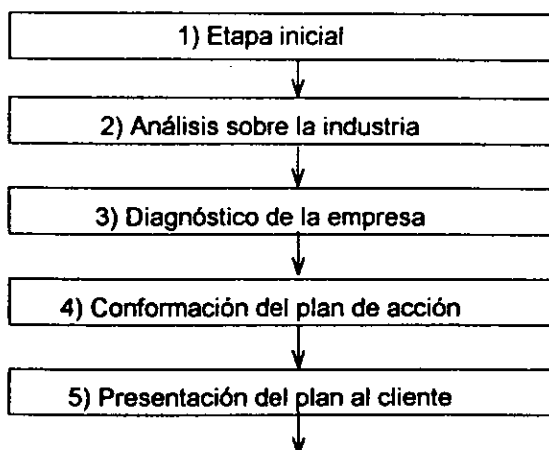 1) Etapa inicial
2) Análisis sobre la industria
3) Diagnóstico de la empresa
4) Conformación del plan de acción
5) Presentación del plan al cliente